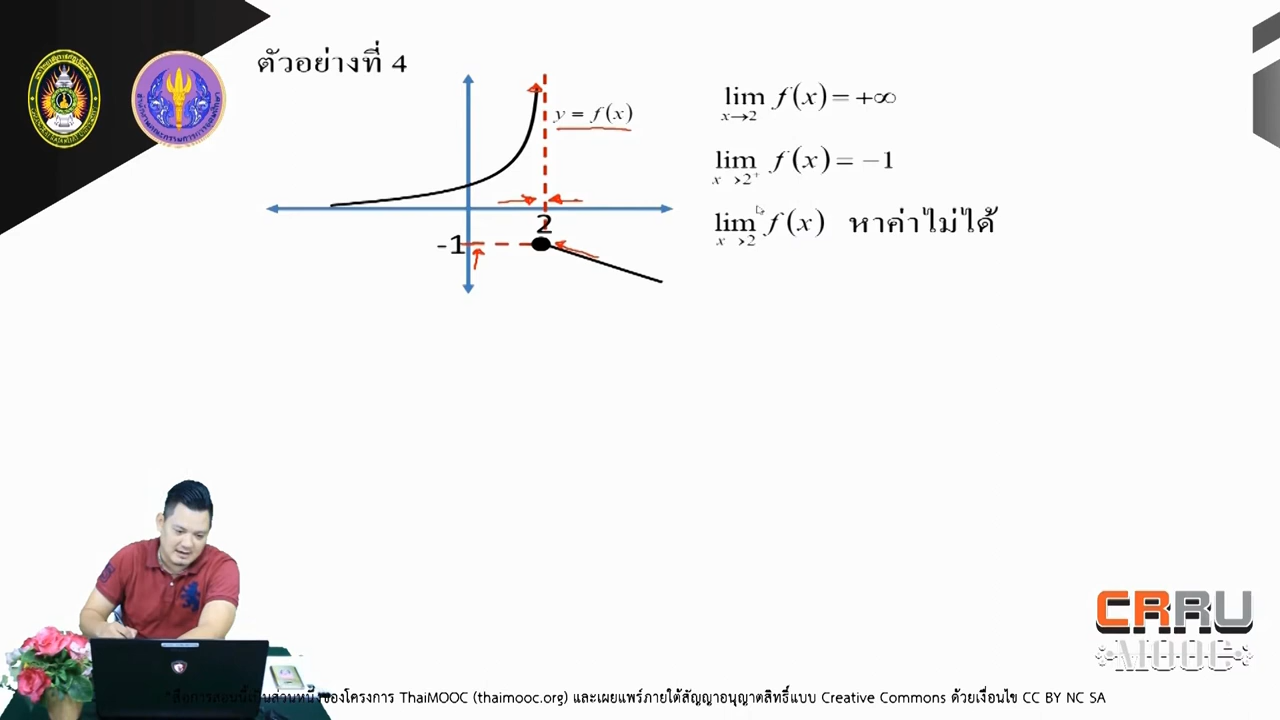 ตัวอย่างที่ 4
y = f(x)
2
-1
lim f(x) = +∞
x→2
lim f(x) = −1
x→2⁺
lim f(x) หาค่าไม่ได้
x→2
CRRU
MOOC
สื่อการสอนนี้เป็นส่วนหนึ่งของโครงการ ThaiMOOC (thaimooc.org) และเผยแพร่ภายใต้สัญญาอนุญาตสิทธิ์แบบ Creative Commons ด้วยเงื่อนไข CC BY NC SA